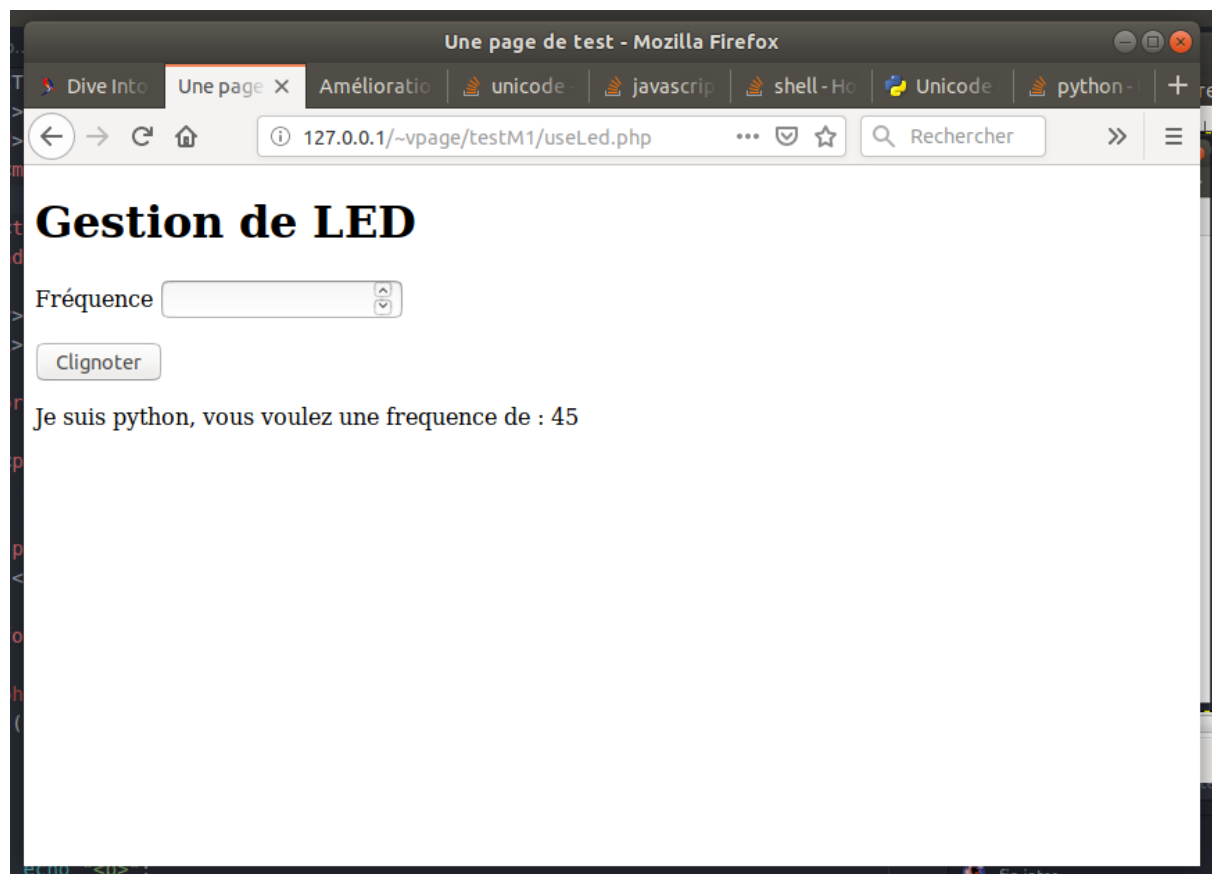 Une page de test - Mozilla Firefox
Dive Into Une page Amélioratio unicode - javascrip shell - Ho Unicode python -
127.0.0.1/~vpage/testM1/useLed.php Rechercher
Gestion de LED
Fréquence
Clignoter
Je suis python, vous voulez une frequence de : 45
echo "<p>";